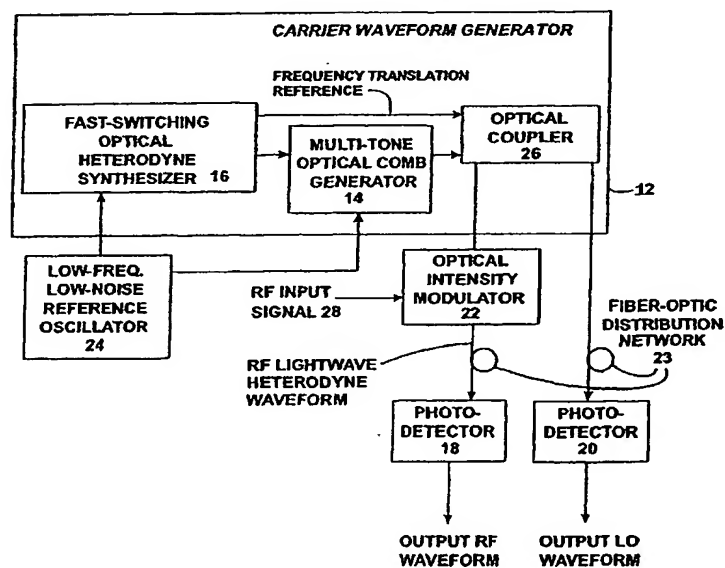 CARRIER WAVEFORM GENERATOR
FREQUENCY TRANSLATION
REFERENCE
FAST-SWITCHING
OPTICAL
HETERODYNE
SYNTHESIZER 16
MULTI-TONE
OPTICAL COMB
GENERATOR
14
OPTICAL
COUPLER
26
12
LOW-FREQ.
LOW-NOISE
REFERENCE
OSCILLATOR
24
RF INPUT
SIGNAL 28
OPTICAL
INTENSITY
MODULATOR
22
FIBER-OPTIC
DISTRIBUTION
NETWORK
23
RF LIGHTWAVE
HETERODYNE
WAVEFORM
PHOTO-
DETECTOR
18
PHOTO-
DETECTOR
20
OUTPUT RF
WAVEFORM
OUTPUT LO
WAVEFORM